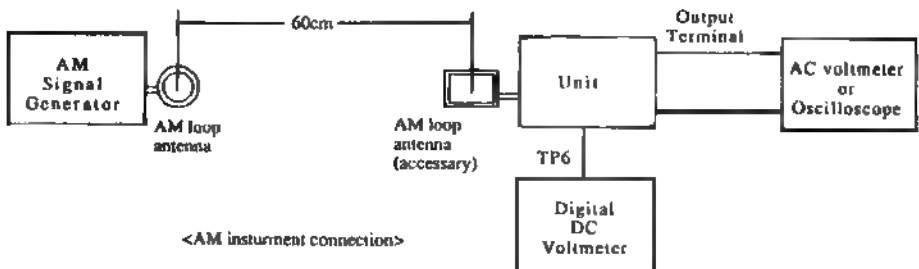 60cm
Output
Terminal
AM
Signal
Generator
Unit
AC voltmeter
or
Oscilloscope
AM loop
antenna
AM loop
antenna
(accessary)
TP6
Digital
DC
Voltmeter
<AM insturment connection>